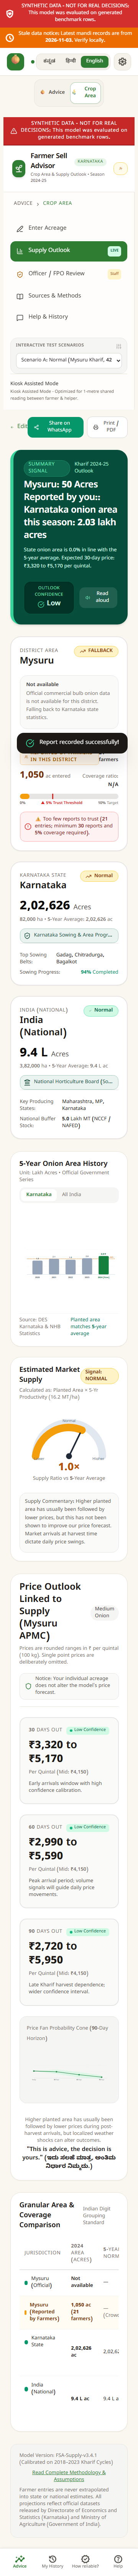 SYNTHETIC DATA - NOT FOR REAL DECISIONS: This model was evaluated on generated benchmark rows.
Stale data notice: Latest mandi records are from 2026-11-03. Verify locally.
ಕನ್ನಡ
हिन्दी
English
Advice
Crop Area
SYNTHETIC DATA - NOT FOR REAL
DECISIONS: This model was evaluated on
generated benchmark rows.
Farmer Sell Advisor
KARNATAKA
Crop Area & Supply Outlook • Season 2024-25
ADVICE
CROP AREA
Enter Acreage
Supply Outlook
LIVE
Officer / FPO Review
Staff
Sources & Methods
Help & History
INTERACTIVE TEST SCENARIOS
Scenario A: Normal (Mysuru Kharif, 42
Kiosk Assisted Mode
Kiosk Assisted Mode · Optimized for 1-metre shared reading between farmer and operator.
Edit
Share on WhatsApp
Print / PDF
SUMMARY SIGNAL
Kharif 2024-25 Outlook
Mysuru: 50 Acres
Reported by you::
Karnataka onion area
this season: 2.03 lakh
acres
State onion area is 0.0% in line with the
5-year average. Expected 30-day price:
₹3,320 to ₹5,170 per quintal.
OUTLOOK CONFIDENCE
Low
Read aloud
DISTRICT AREA
Mysuru
FALLBACK
Not available
Official commercial bulb onion data
is not available for this district.
Falling back to Karnataka state
statistics.
Report recorded successfully!
IN THIS DISTRICT
farmers
1,050 ac entered
Coverage ratio:
N/A
0%
5% Trust Threshold
10% Target
Too few reports to trust (21
entries; minimum 30 reports and
5% coverage required).
KARNATAKA STATE
Karnataka
Normal
2,02,626 Acres
82,000 ha • 5-Year Average: 2,02,626 ac
Karnataka Sowing & Area Progr...
Top Sowing Belts:
Gadag, Chitradurga, Bagalkot
Sowing Progress:
94% Completed
INDIA (NATIONAL)
India (National)
Normal
9.4 L Acres
3,82,000 ha • 5-Year Average: 9.4 L ac
National Horticulture Board
Key Producing States:
Maharashtra, MP, Karnataka
National Buffer Stock:
5.0 Lakh MT (NCCF / NAFED)
5-Year Onion Area History
Unit: Lakh Acres • Official Government Series
Karnataka
All India
Source: DES Karnataka & NHB Statistics
Planted area matches 5-year average
Estimated Market Supply
Signal: NORMAL
Calculated as: Planted Area × 5-Yr
Productivity (16.2 MT/ha)
Normal
1.0×
Supply Ratio vs 5-Year Average
Supply Commentary: Higher planted
area was usually been followed by
lower prices, but this has not been
shown to improve our price forecast.
Market arrivals at harvest time
dictate daily price swings.
Price Outlook Linked to Supply (Mysuru APMC)
Medium Onion
Prices are rounded ranges in ₹ per quintal
(100 kg). Single point prices are
deliberately omitted.
Notice: Your individual acreage
does not alter the model's price
forecast.
30 DAYS OUT
Low Confidence
₹3,320 to ₹5,170
Per Quintal (Mid: ₹4,150)
Early arrivals window with high
calibration.
60 DAYS OUT
Low Confidence
₹2,990 to ₹5,590
Per Quintal (Mid: ₹4,150)
Peak arrival period; volume
signals will guide daily price
movements.
90 DAYS OUT
Low Confidence
₹2,720 to ₹5,950
Per Quintal (Mid: ₹4,150)
Late Kharif harvest dependence;
wider confidence interval.
Price Fan Probability Cone (90-Day Horizon)
Higher planted area has usually been
followed by lower prices during post-
harvest arrivals, but localized weather
shocks can alter outcomes.
"This is advice, the decision is
yours." (ಇದು ಸಲಹೆ ಮಾತ್ರ, ಅಂತಿಮ
ನಿರ್ಧಾರ ನಿಮ್ಮದು.)
Granular Area & Coverage Comparison
Indian Digit Grouping Standard
JURISDICTION
2024 AREA (ACRES)
5-YEAR NORM
Mysuru (Official)
Not available
—
Mysuru (Reported by Farmers)
1,050 ac (21 farmers)
—
Karnataka State
2,02,626 ac
India (National)
9.4 L ac
Model Version: FSA-Supply-v3.4.1
(Calibrated on 2018–2023 Kharif Cycles)
Read Complete Methodology & Assumptions
Farmer entries are never extrapolated
into state or national estimates. All
projections reflect official datasets
released by Directorate of Economics and
Statistics (Karnataka) and Ministry of
Agriculture (Government of India).
Advice
My History
How reliable?
Help